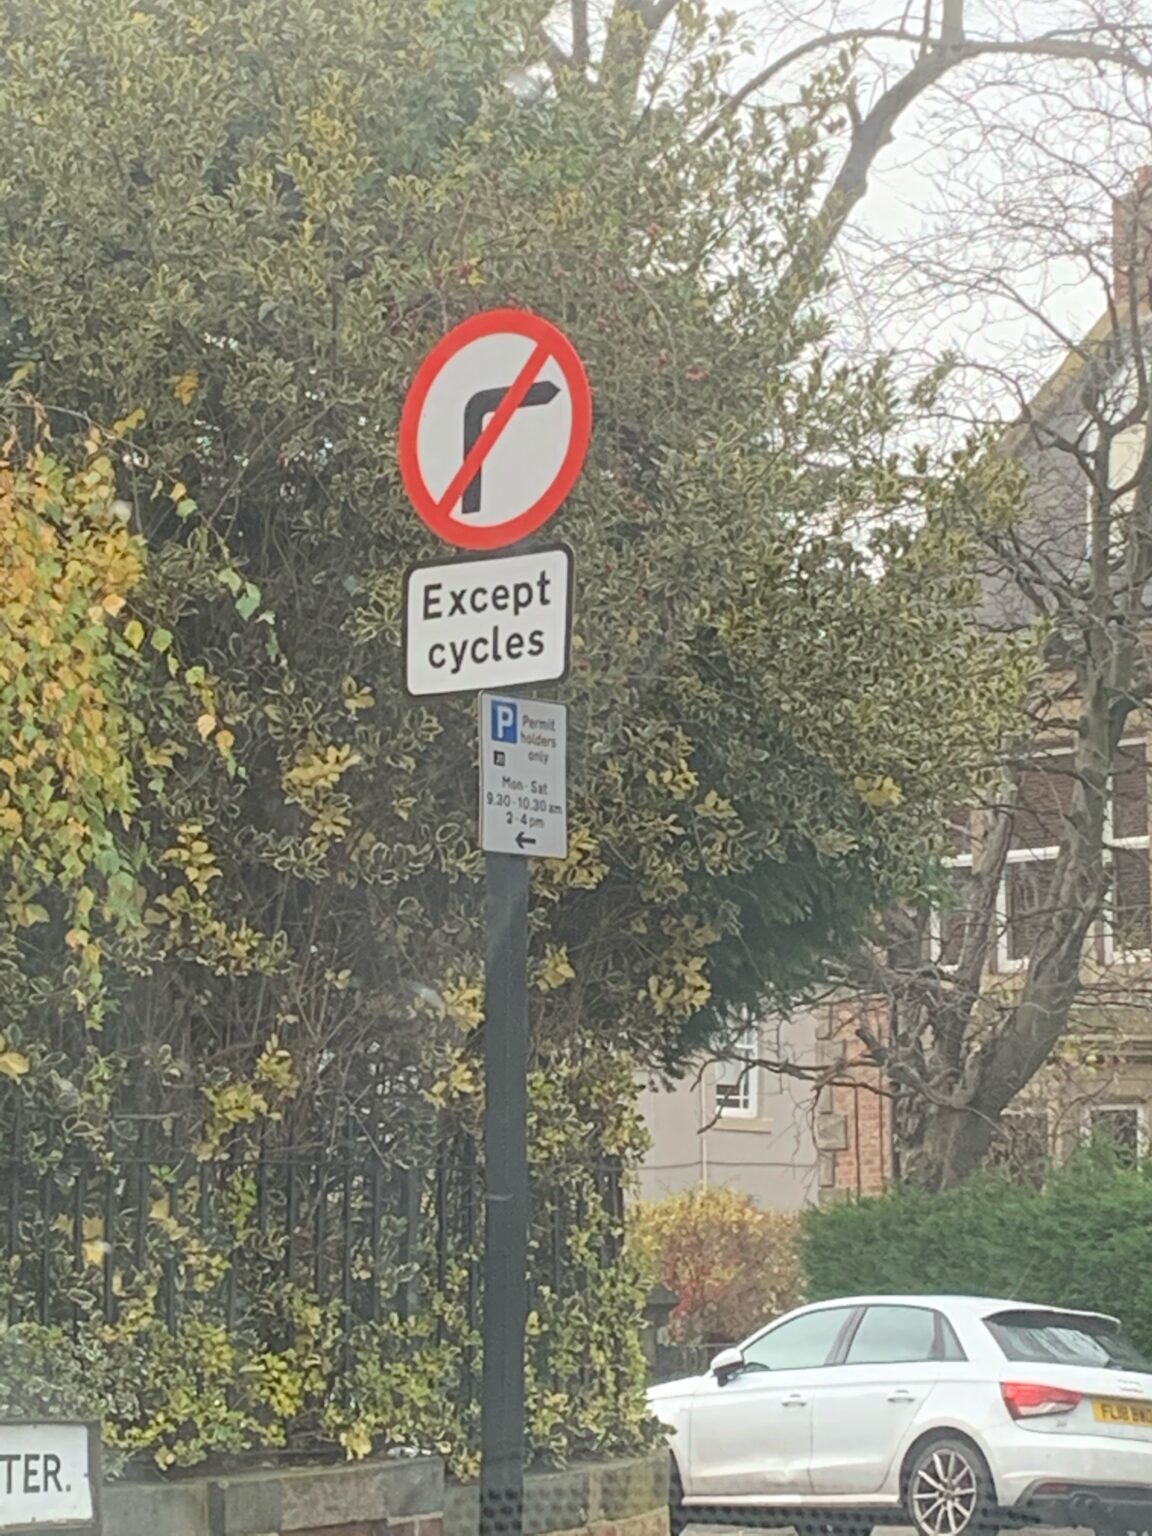 Except
cycles
P Permit
holders
only
Mon - Sat
9.30 - 10.30 am
2 - 4 pm
TER.